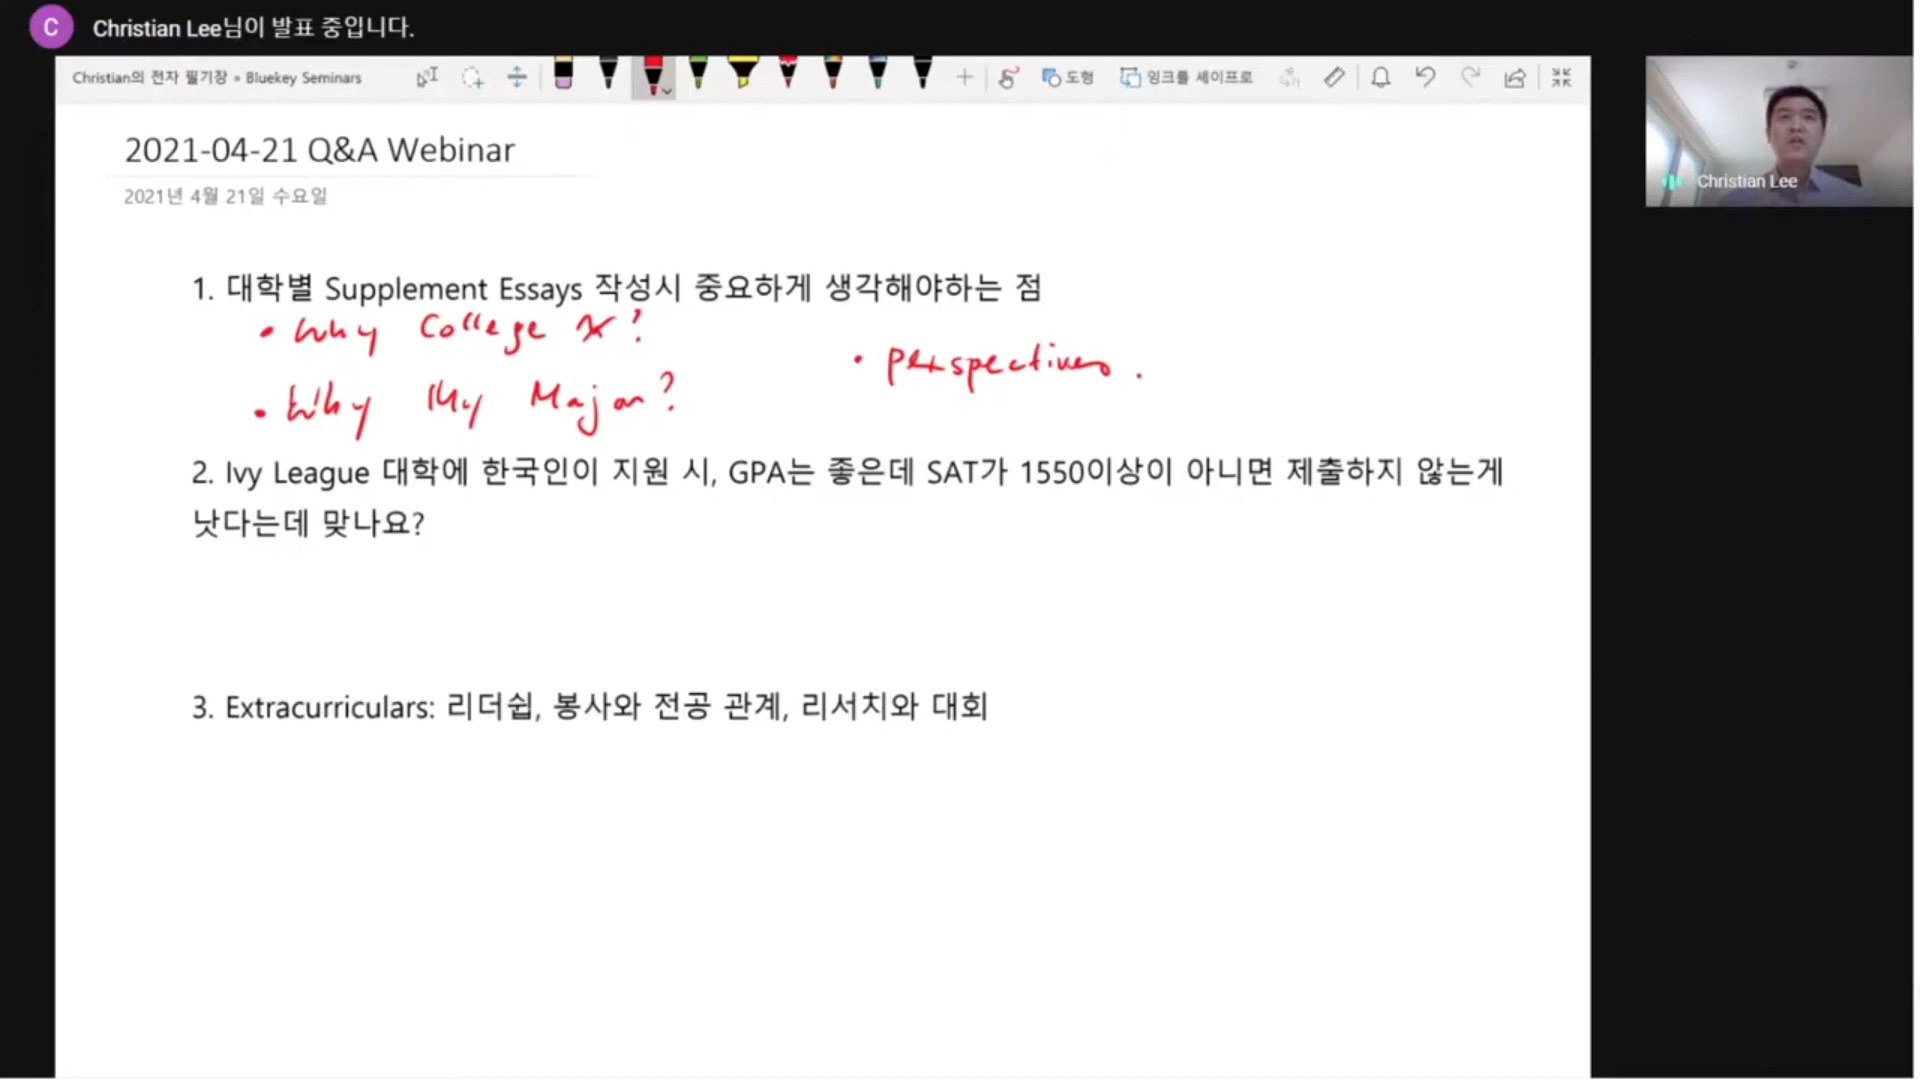 C Christian Lee님이 발표 중입니다.
Christian의 전자 필기장 » Bluekey Seminars
도형
잉크를 셰이프로
Christian Lee
2021-04-21 Q&A Webinar
2021년 4월 21일 수요일
1. 대학별 Supplement Essays 작성시 중요하게 생각해야하는 점
• Why College X?
• perspectives.
• Why My Major?
2. Ivy League 대학에 한국인이 지원 시, GPA는 좋은데 SAT가 1550이상이 아니면 제출하지 않는게
낫다는데 맞나요?
3. Extracurriculars: 리더쉽, 봉사와 전공 관계, 리서치와 대회